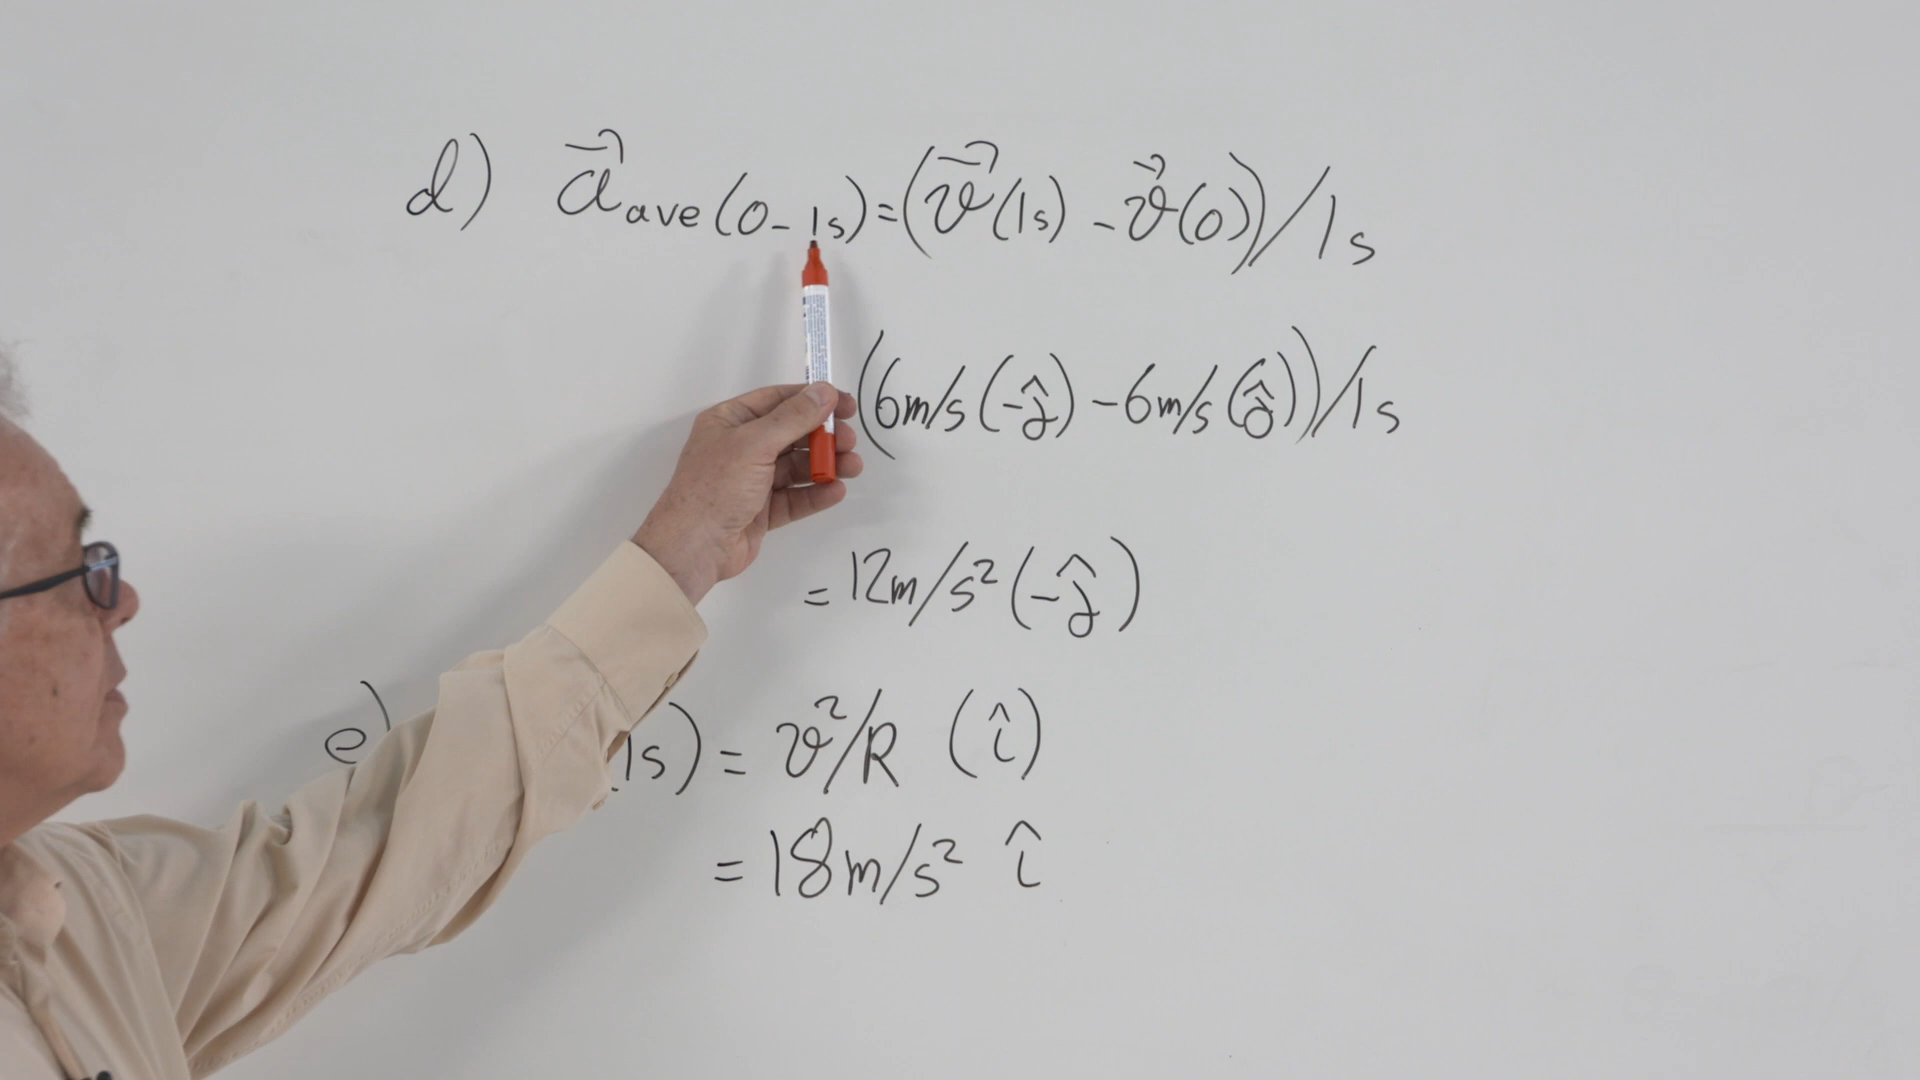 d) a⃗ave(0-1s)=(v⃗(1s) -v⃗(0))/1s
(6m/s(-ĵ) -6m/s(ĵ))/1s
=12m/s²(-ĵ)
e) 1s) = v²/R (î)
=18m/s² î